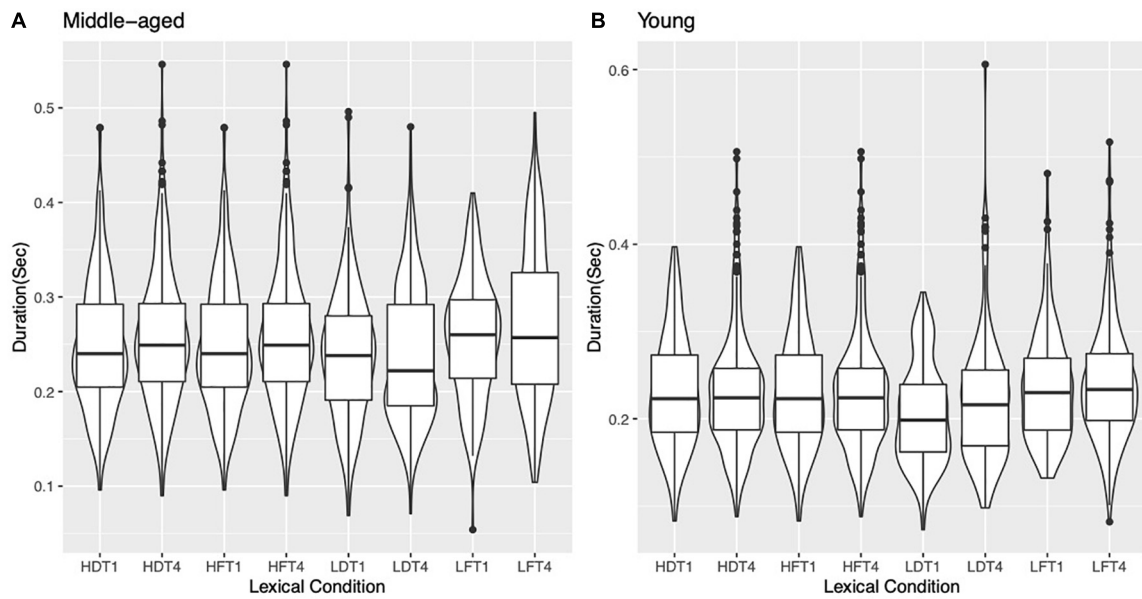 A Middle-aged
Duration(Sec)
0.5
0.4
0.3
0.2
0.1
HDT1 HDT4 HFT1 HFT4 LDT1 LDT4 LFT1 LFT4
Lexical Condition
B Young
Duration(Sec)
0.6
0.4
0.2
HDT1 HDT4 HFT1 HFT4 LDT1 LDT4 LFT1 LFT4
Lexical Condition